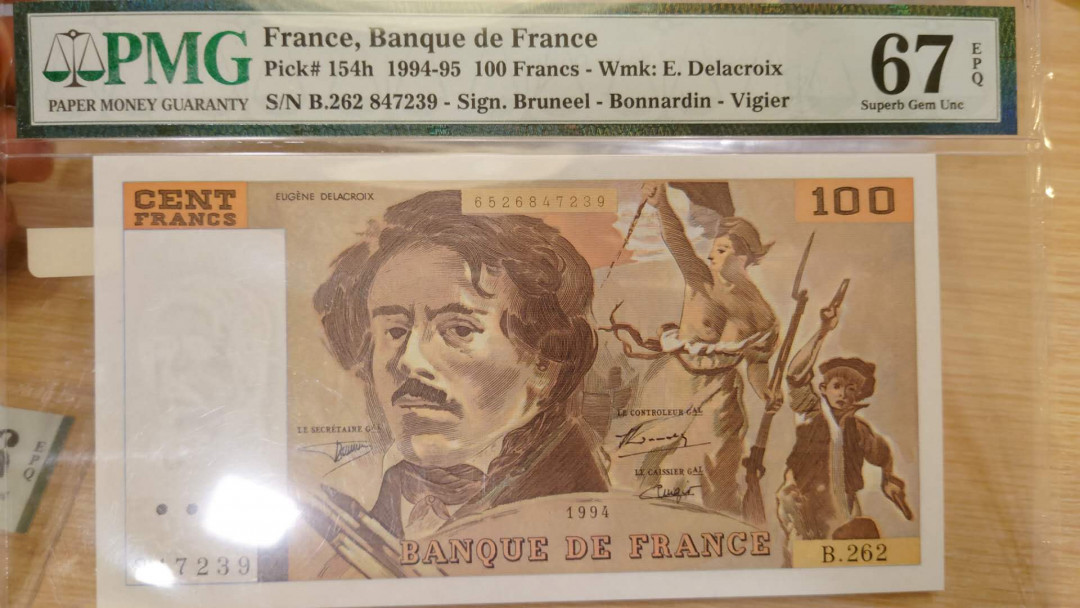 PMG
PAPER MONEY GUARANTY
France, Banque de France
Pick# 154h 1994-95 100 Francs - Wmk: E. Delacroix
S/N B.262 847239 - Sign. Bruneel - Bonnardin - Vigier
67
EPQ
Superb Gem Unc
CENT
FRANCS
EUGÈNE DELACROIX
6526847239
100
LE CONTROLEUR GAL
LE SECRÉTAIRE GAL
LE CAISSIER GAL
1994
BANQUE DE FRANCE
B.262
7239
EPQ